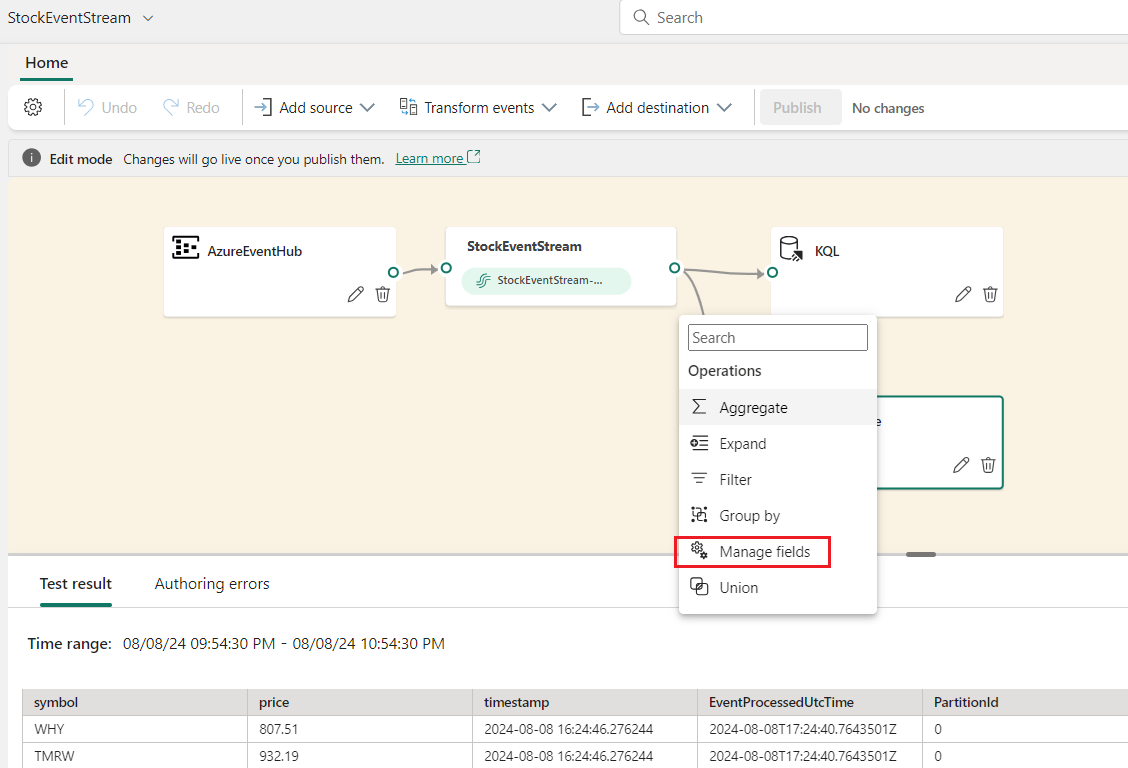 StockEventStream
Search
Home
Undo
Redo
Add source
Transform events
Add destination
Publish
No changes
Edit mode Changes will go live once you publish them. Learn more
AzureEventHub
StockEventStream
StockEventStream-...
KQL
Search
Operations
Aggregate
e
Expand
Filter
Group by
Manage fields
Union
Test result
Authoring errors
Time range: 08/08/24 09:54:30 PM - 08/08/24 10:54:30 PM
symbol price timestamp EventProcessedUtcTime PartitionId
WHY 807.51 2024-08-08 16:24:46.276244 2024-08-08T17:24:40.7643501Z 0
TMRW 932.19 2024-08-08 16:24:46.276244 2024-08-08T17:24:40.7643501Z 0